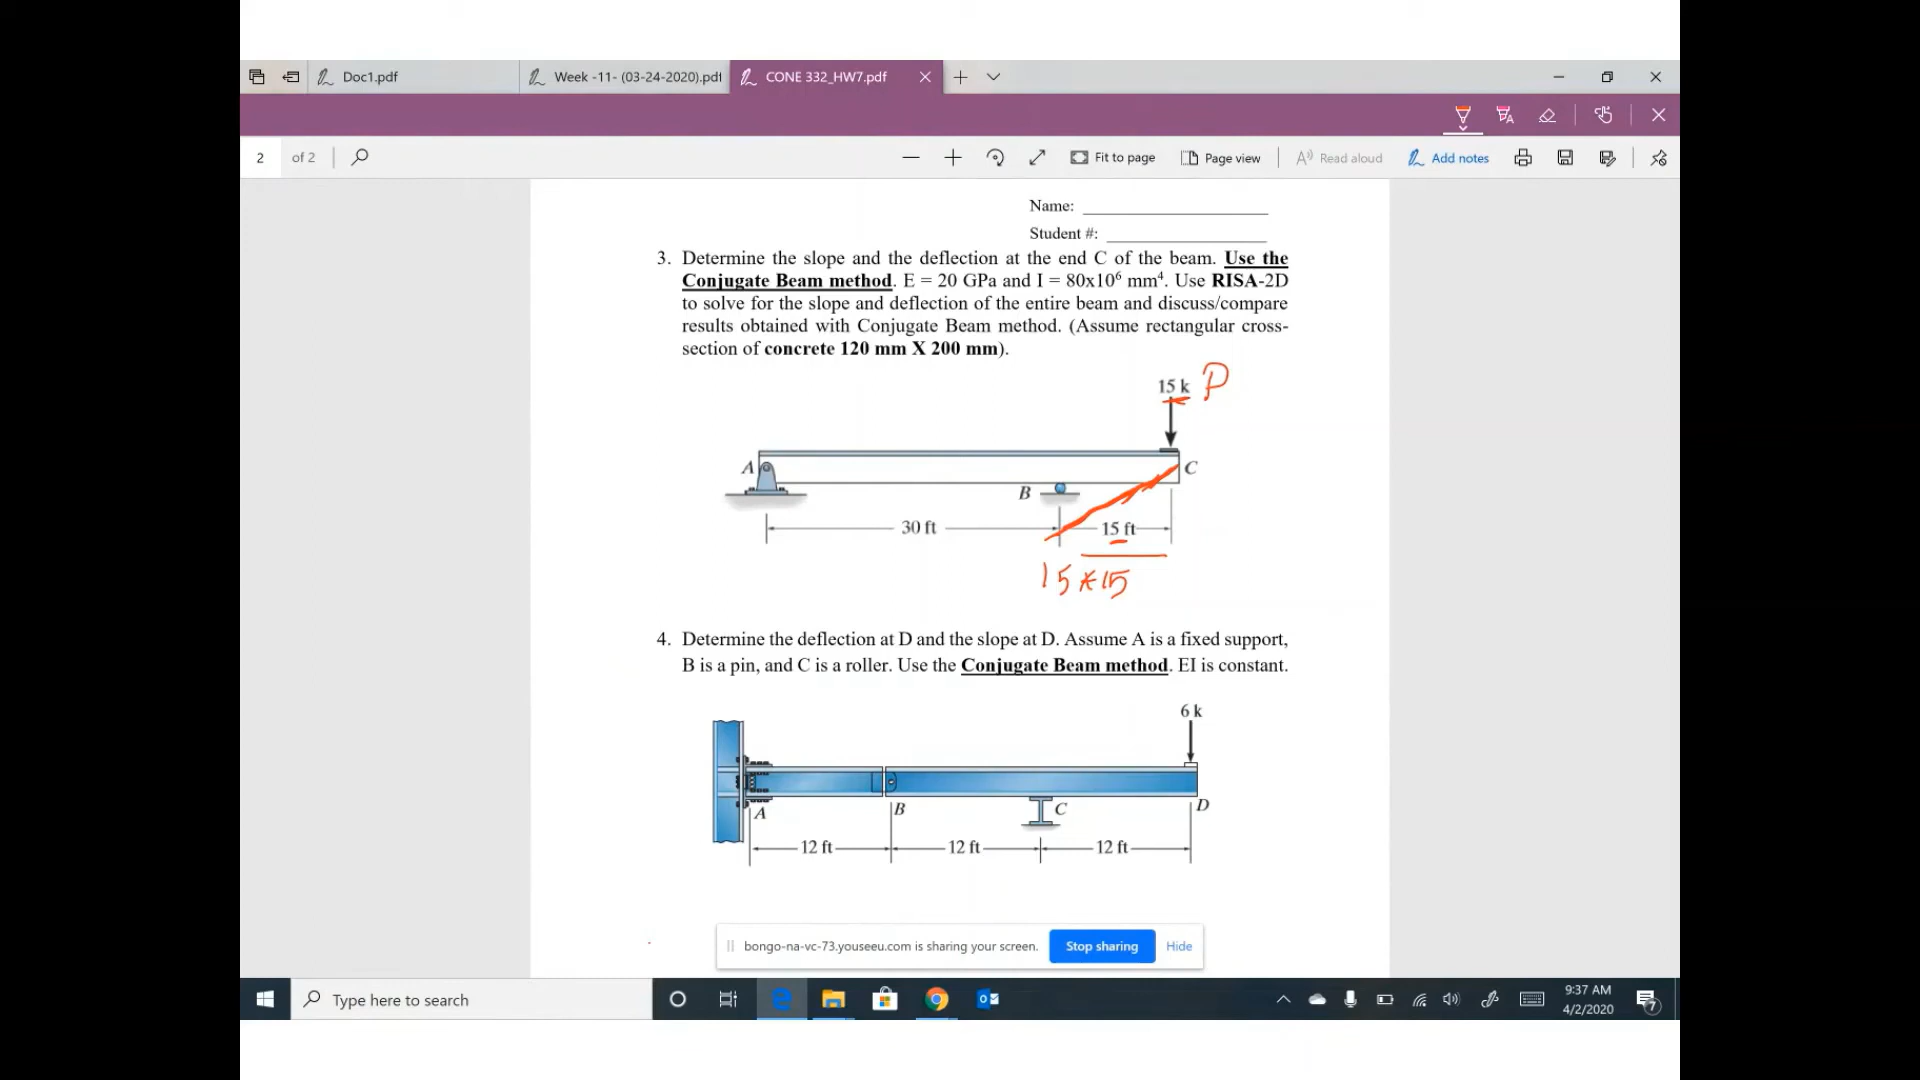 Doc1.pdf
Week -11- (03-24-2020).pdf
CONE 332_HW7.pdf
2 of 2
Fit to page
Page view
Read aloud
Add notes
Name:
Student #:
3. Determine the slope and the deflection at the end C of the beam. Use the
Conjugate Beam method. E = 20 GPa and I = 80x10⁶ mm⁴. Use RISA-2D
to solve for the slope and deflection of the entire beam and discuss/compare
results obtained with Conjugate Beam method. (Assume rectangular cross-
section of concrete 120 mm X 200 mm).
15 k P
A
C
B
30 ft
15 ft
15*15
4. Determine the deflection at D and the slope at D. Assume A is a fixed support,
B is a pin, and C is a roller. Use the Conjugate Beam method. EI is constant.
6 k
A
B
C
D
12 ft
12 ft
12 ft
bongo-na-vc-73.youseeu.com is sharing your screen.
Stop sharing
Hide
Type here to search
9:37 AM
4/2/2020
7